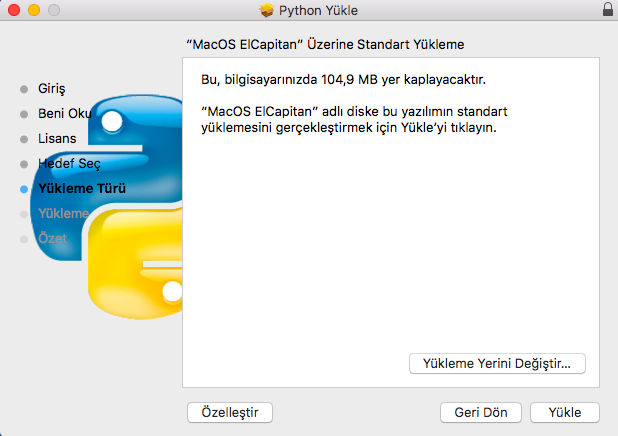 Python Yükle
“MacOS ElCapitan” Üzerine Standart Yükleme
Giriş
Beni Oku
Lisans
Hedef Seç
Yükleme Türü
Yükleme
Özet
Bu, bilgisayarınızda 104,9 MB yer kaplayacaktır.
“MacOS ElCapitan” adlı diske bu yazılımın standart
yüklemesini gerçekleştirmek için Yükle’yi tıklayın.
Yükleme Yerini Değiştir...
Özelleştir
Geri Dön
Yükle